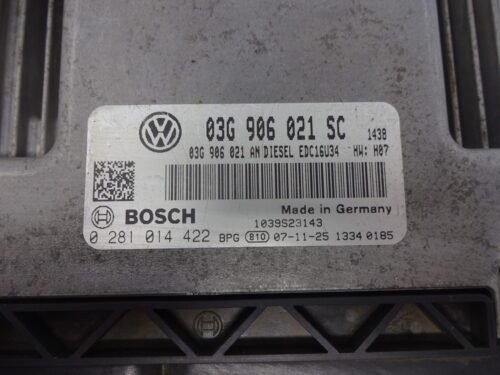 03G 906 021 SC 1438
03G 906 021 AN DIESEL EDC16U34 HW: H07
Made in Germany
BOSCH
1039S23143
0 281 014 422 BPG 810 07-11-25 1334 0185